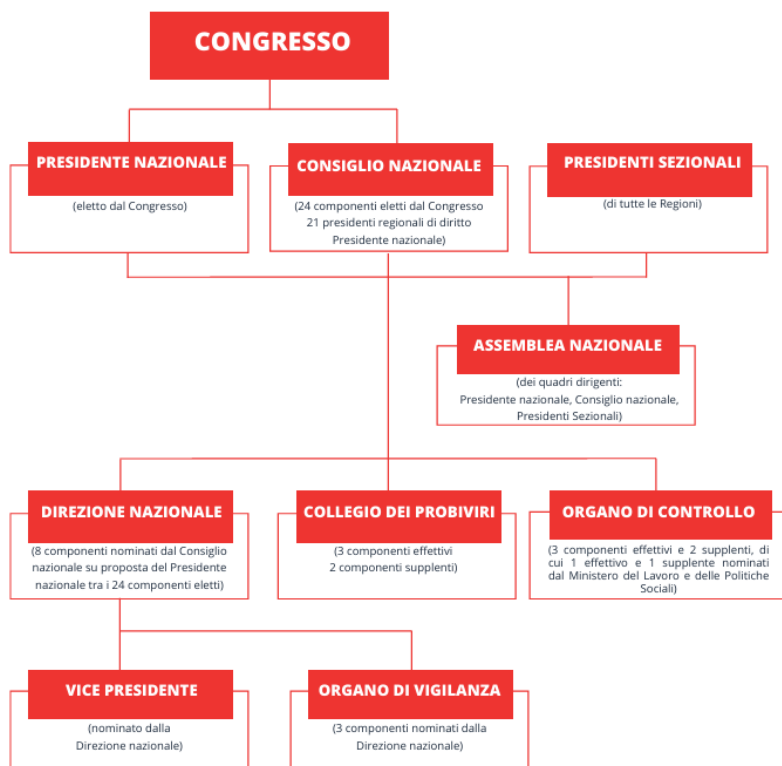 CONGRESSO
PRESIDENTE NAZIONALE
(eletto dal Congresso)
CONSIGLIO NAZIONALE
(24 componenti eletti dal Congresso
21 presidenti regionali di diritto
Presidente nazionale)
PRESIDENTI SEZIONALI
(di tutte le Regioni)
ASSEMBLEA NAZIONALE
(dei quadri dirigenti:
Presidente nazionale, Consiglio nazionale,
Presidenti Sezionali)
DIREZIONE NAZIONALE
(8 componenti nominati dal Consiglio
nazionale su proposta del Presidente
nazionale tra i 24 componenti eletti)
COLLEGIO DEI PROBIVIRI
(3 componenti effettivi
2 componenti supplenti)
ORGANO DI CONTROLLO
(3 componenti effettivi e 2 supplenti, di
cui 1 effettivo e 1 supplente nominati
dal Ministero del Lavoro e delle Politiche
Sociali)
VICE PRESIDENTE
(nominato dalla
Direzione nazionale)
ORGANO DI VIGILANZA
(3 componenti nominati dalla
Direzione nazionale)